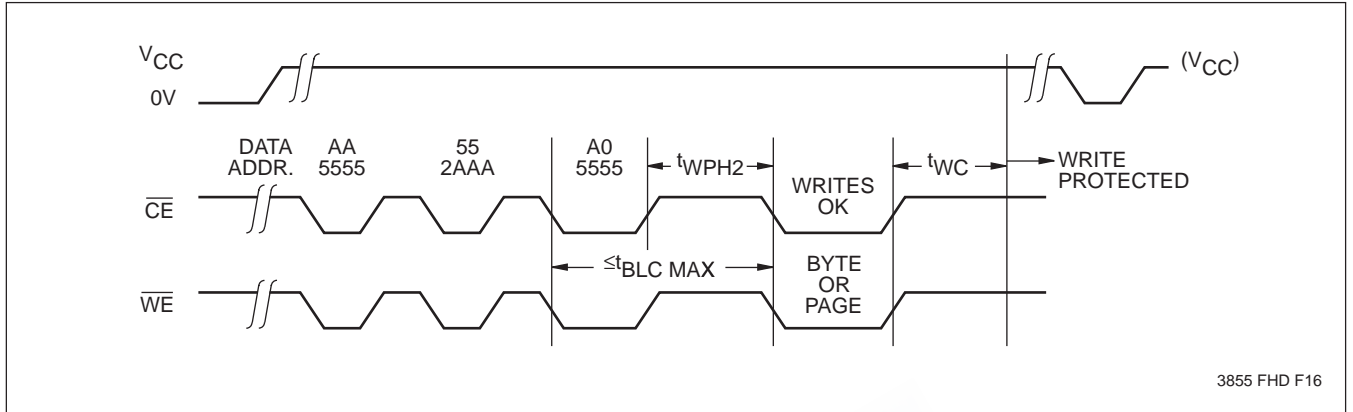 VCC
(VCC)
0V
DATA AA 55 A0
ADDR. 5555 2AAA 5555
tWPH2
WRITES
OK
tWC
WRITE
PROTECTED
CE
≤tBLC MAX
BYTE
OR
PAGE
WE
3855 FHD F16